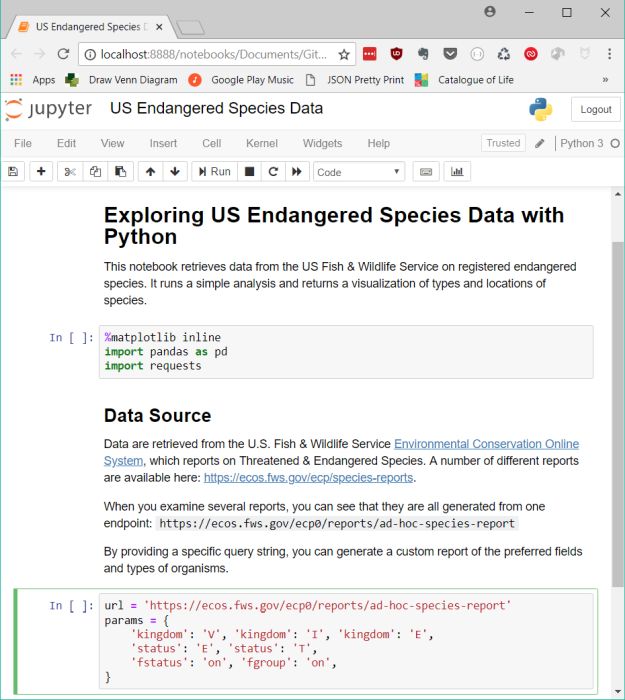 US Endangered Species D
localhost:8888/notebooks/Documents/Git...
Apps Draw Venn Diagram Google Play Music JSON Pretty Print Catalogue of Life »
jupyter US Endangered Species Data Logout
File Edit View Insert Cell Kernel Widgets Help Trusted Python 3
Run Code
Exploring US Endangered Species Data with
Python
This notebook retrieves data from the US Fish & Wildlife Service on registered endangered
species. It runs a simple analysis and returns a visualization of types and locations of
species.
In [ ]: %matplotlib inline
import pandas as pd
import requests
Data Source
Data are retrieved from the U.S. Fish & Wildlife Service Environmental Conservation Online
System, which reports on Threatened & Endangered Species. A number of different reports
are available here: https://ecos.fws.gov/ecp/species-reports.
When you examine several reports, you can see that they are all generated from one
endpoint: https://ecos.fws.gov/ecp0/reports/ad-hoc-species-report
By providing a specific query string, you can generate a custom report of the preferred fields
and types of organisms.
In [ ]: url = 'https://ecos.fws.gov/ecp0/reports/ad-hoc-species-report'
params = {
'kingdom': 'V', 'kingdom': 'I', 'kingdom': 'E',
'status': 'E', 'status': 'T',
'fstatus': 'on', 'fgroup': 'on',
}